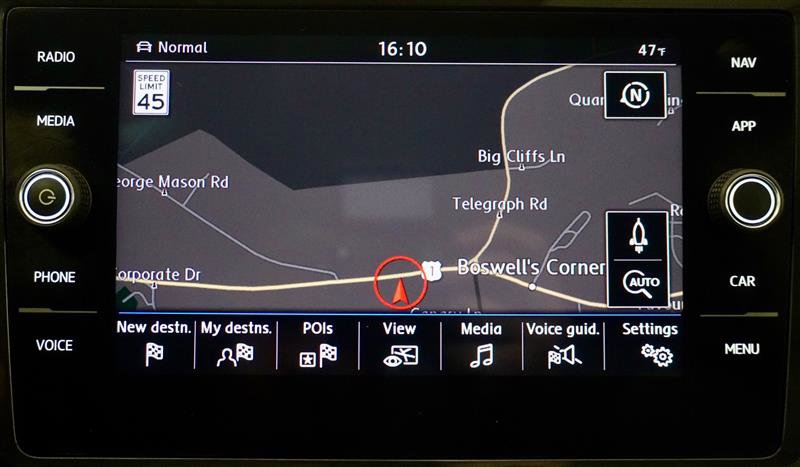 RADIO
MEDIA
PHONE
VOICE
Normal
16:10
47°F
SPEED
LIMIT
45
N
Big Cliffs Ln
eorge Mason Rd
Telegraph Rd
1
Boswell's Corner
orporate Dr
AUTO
New destn.
My destns.
POIs
View
Media
Voice guid.
Settings
NAV
APP
CAR
MENU